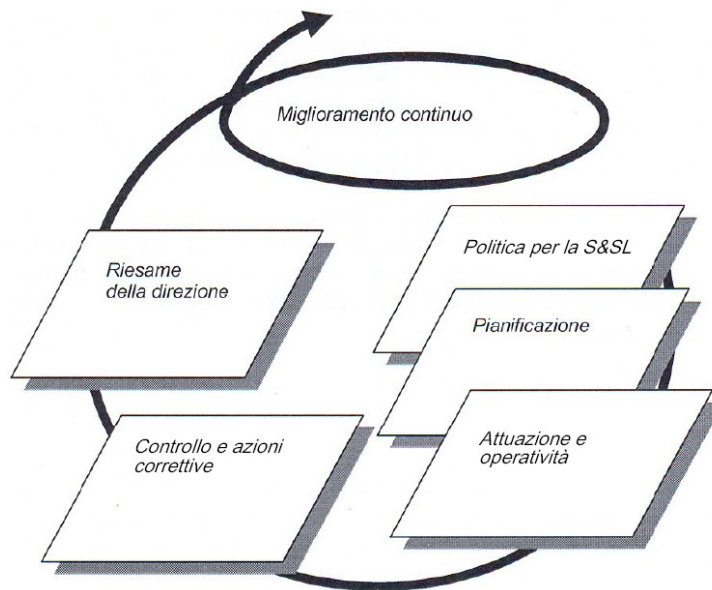 Miglioramento continuo
Politica per la S&SL
Riesame
della direzione
Pianificazione
Controllo e azioni
correttive
Attuazione e
operatività